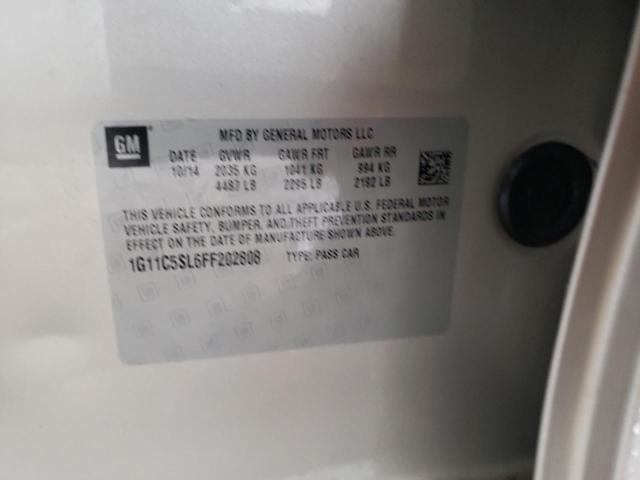 GM
MFD BY GENERAL MOTORS LLC
DATE GVWR GAWR FRT GAWR RR
10/14 2035 KG 1041 KG 994 KG
4487 LB 2295 LB 2192 LB
THIS VEHICLE CONFORMS TO ALL APPLICABLE U.S. FEDERAL MOTOR
VEHICLE SAFETY, BUMPER, AND THEFT PREVENTION STANDARDS IN
EFFECT ON THE DATE OF MANUFACTURE SHOWN ABOVE.
1G11C5SL6FF202808 TYPE: PASS CAR